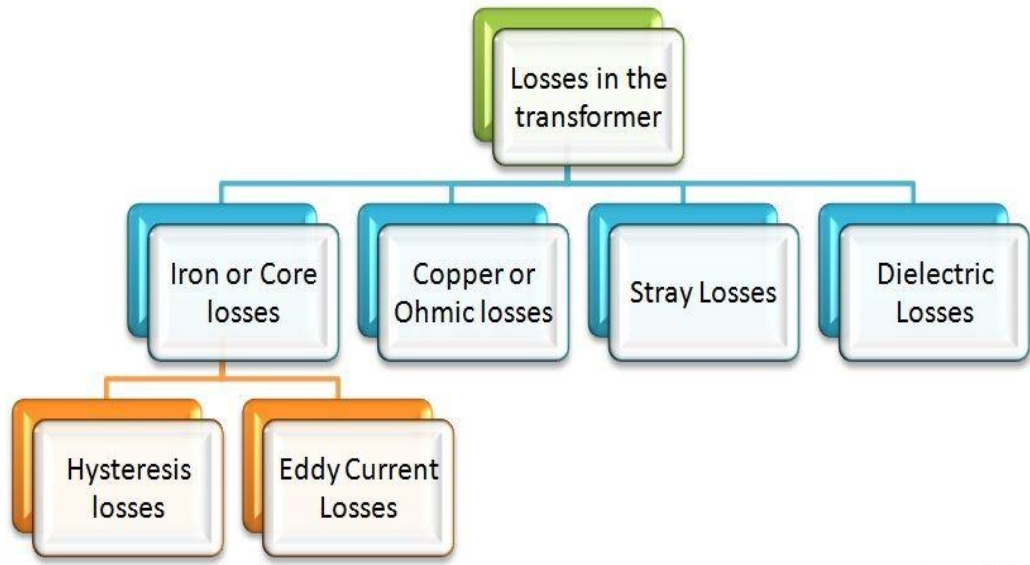 Losses in the
transformer
Iron or Core
losses
Copper or
Ohmic losses
Stray Losses
Dielectric
Losses
Hysteresis
losses
Eddy Current
Losses